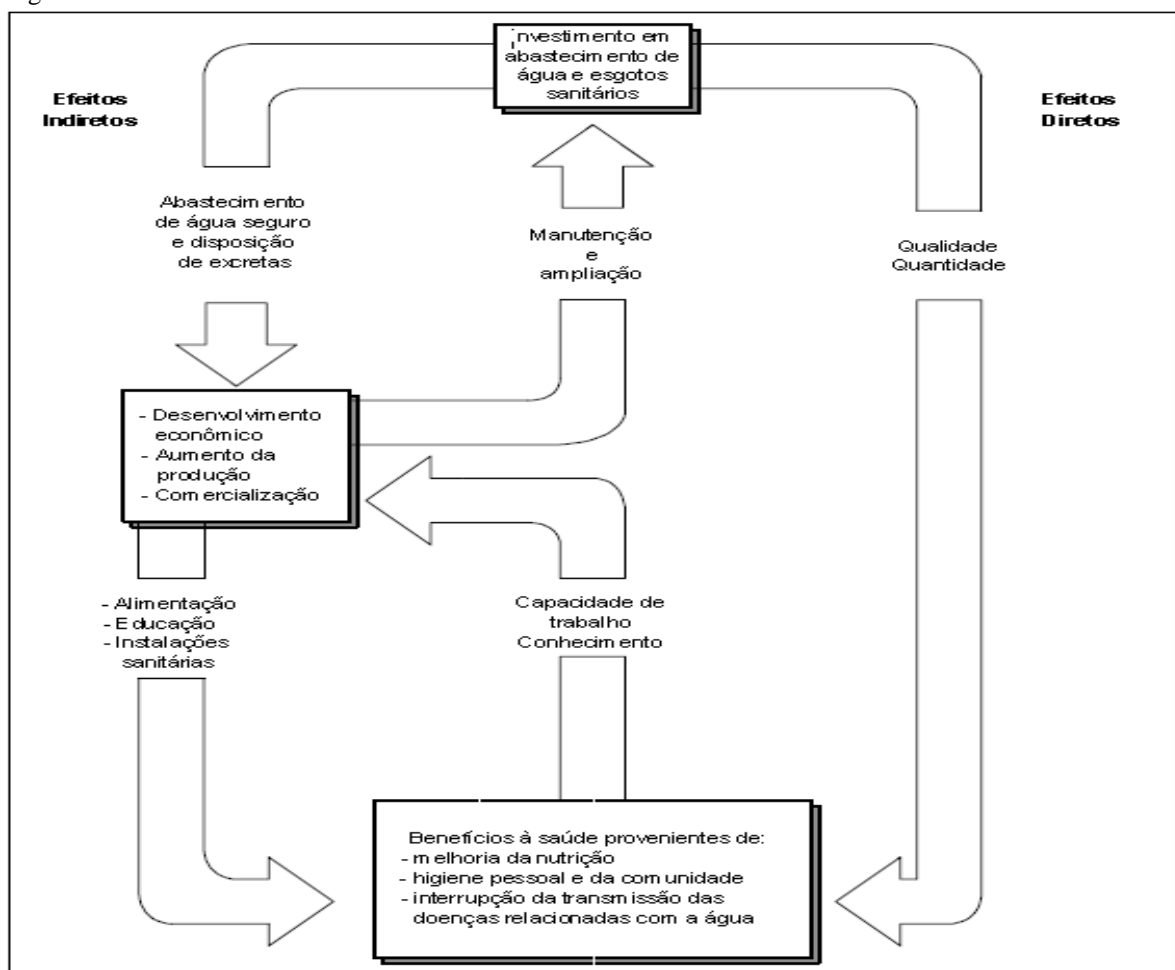 investimento em
abastecimento de
água e esgotos
sanitários
Efeitos
Indiretos
Efeitos
Diretos
Abastecimento
de água seguro
e disposição
de excretas
Manutenção
e
ampliação
Qualidade
Quantidade
- Desenvolvimento
econômico
- Aumento da
produção
- Comercialização
- Alimentação
- Educação
- Instalações
sanitárias
Capacidade de
trabalho
Conhecimento
Benefícios à saúde provenientes de:
- melhoria da nutrição
- higiene pessoal e da comunidade
- interrupção da transmissão das
doenças relacionadas com a água